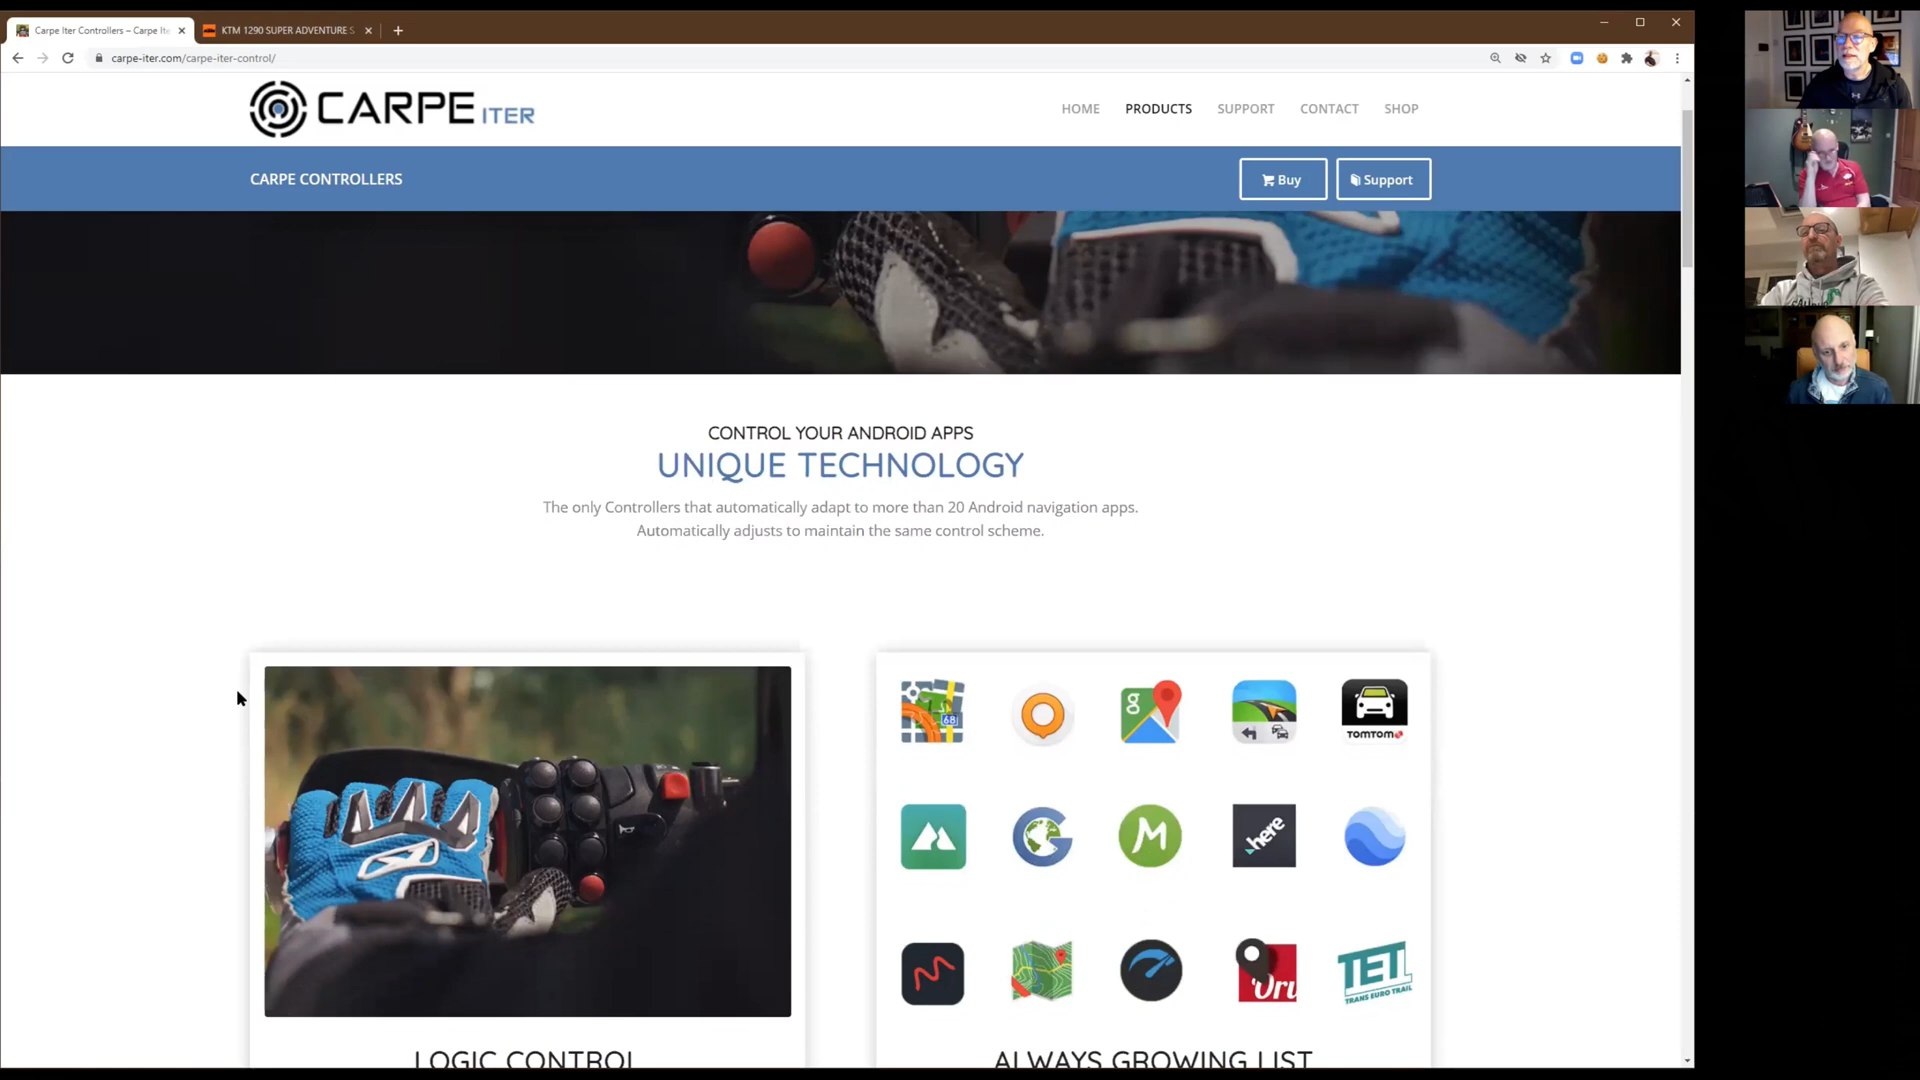 Carpe Iter Controllers – Carpe Ite
KTM 1290 SUPER ADVENTURE S
carpe-iter.com/carpe-iter-control/
CARPE ITER
HOME PRODUCTS SUPPORT CONTACT SHOP
CARPE CONTROLLERS
Buy
Support
CONTROL YOUR ANDROID APPS
UNIQUE TECHNOLOGY
The only Controllers that automatically adapt to more than 20 Android navigation apps.
Automatically adjusts to maintain the same control scheme.
68
g
TOMTOM
M
here
'Uru
TET
TRANS EURO TRAIL
LOGIC CONTROL
ALWAYS GROWING LIST